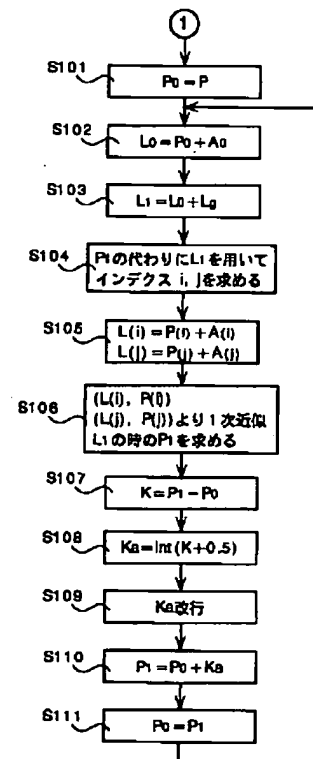 1
S101
P0=P
S102
L0=P0+A0
S103
L1=L0+Lg
S104
P1の代わりにL1を用いて
インデクス i, jを求める
S105
L(i)=P(i)+A(i)
L(j)=P(j)+A(j)
S106
(L(i), P(i))
(L(j), P(j))より1次近似
L1の時のP1を求める
S107
K=P1-P0
S108
Ka=int(K+0.5)
S109
Ka改行
S110
P1=P0+Ka
S111
P0=P1